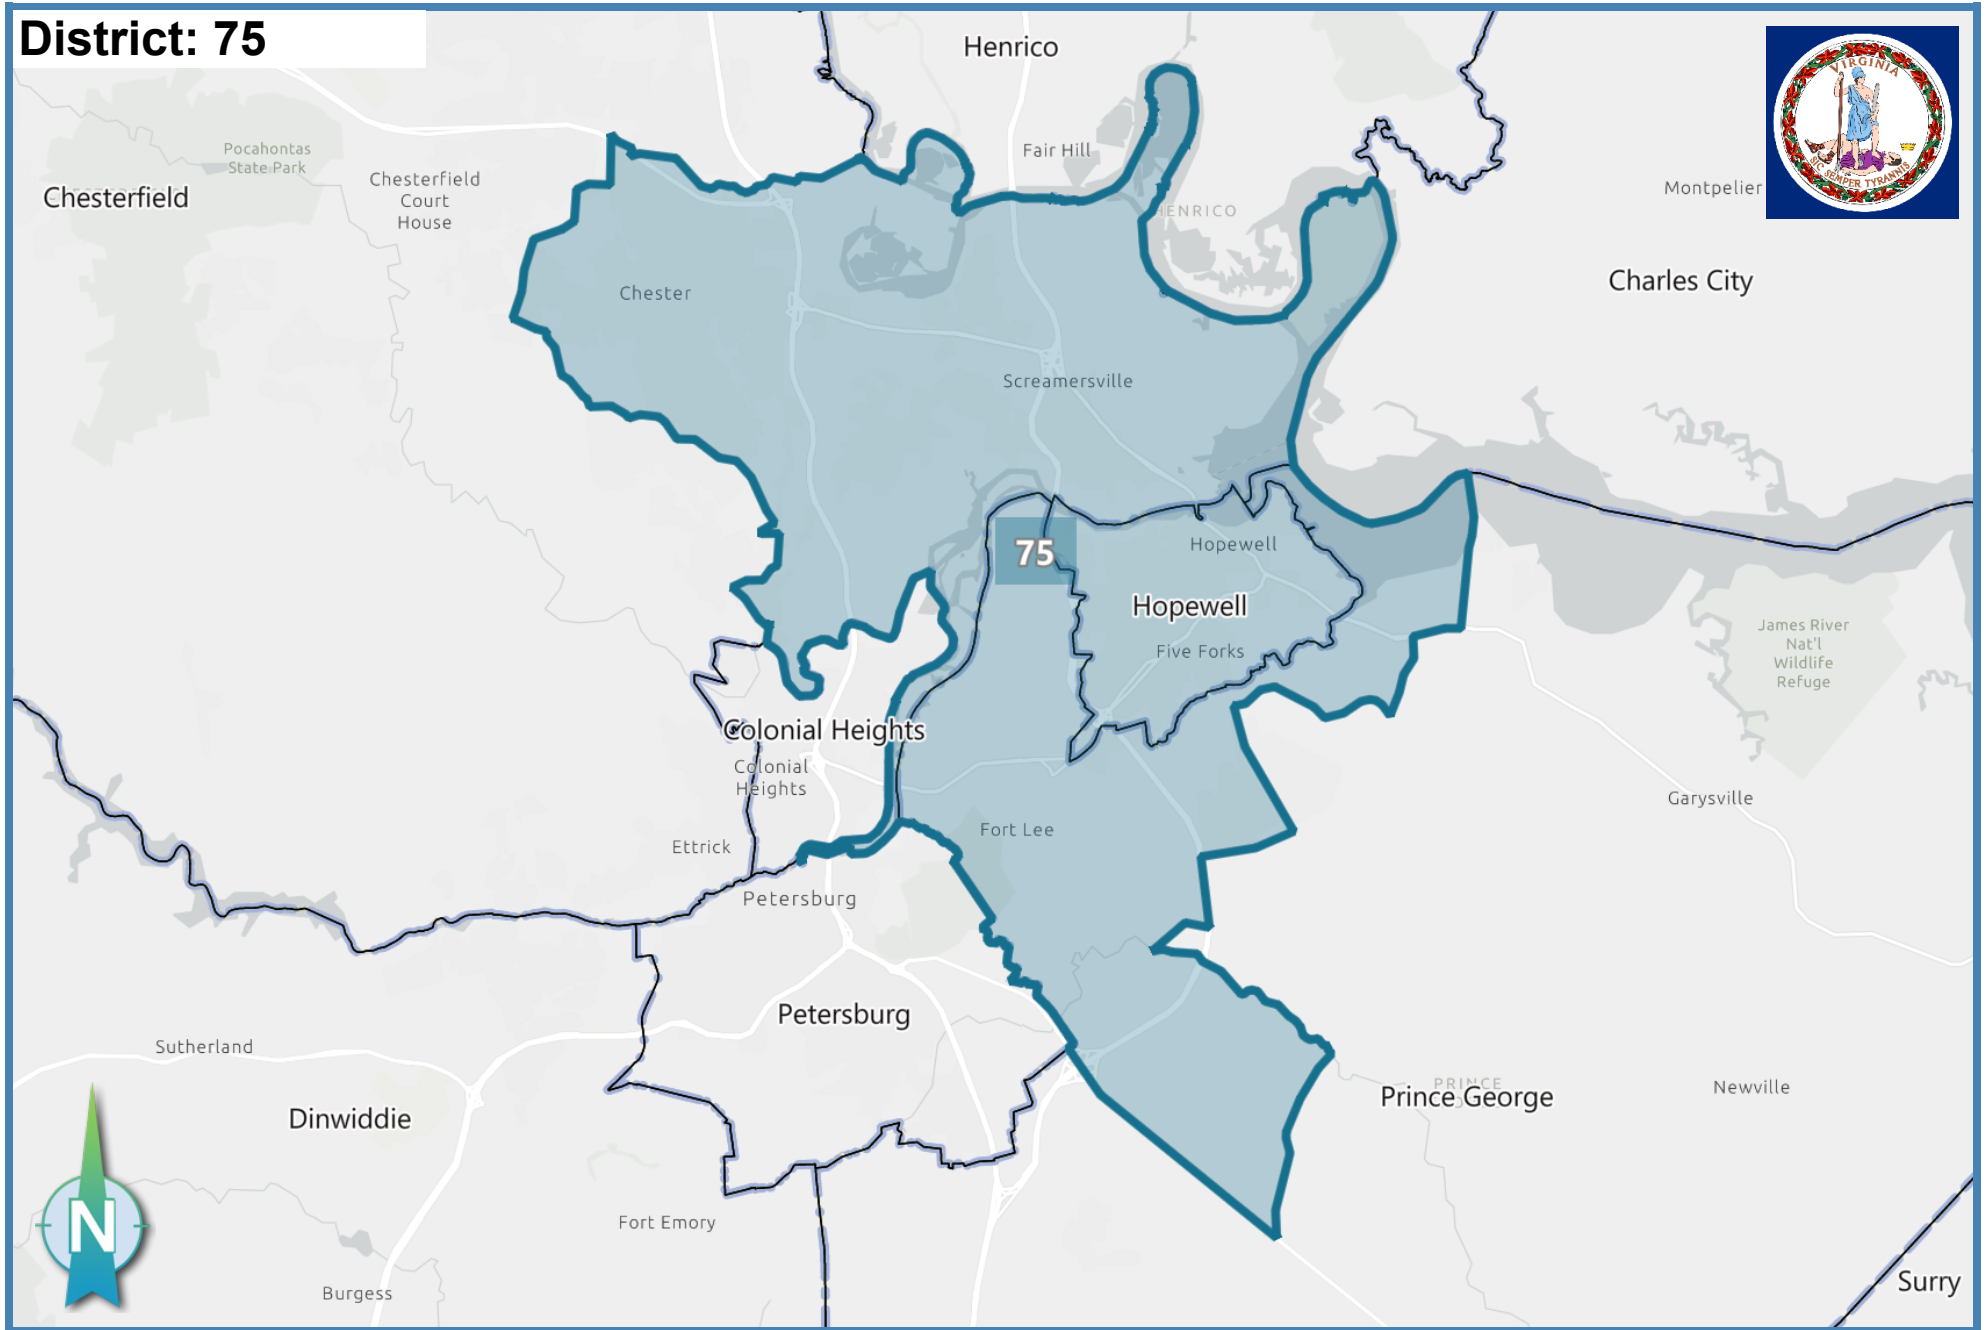 District: 75
Henrico
VIRGINIA
SIC SEMPER TYRANNIS
Pocahontas
State Park
Fair Hill
Chesterfield
Court
House
Chesterfield
Montpelier
HENRICO
Charles City
Chester
Screamersville
Hopewell
75
Hopewell
Five Forks
James River
Nat'l
Wildlife
Refuge
Colonial Heights
Colonial
Heights
Garysville
Fort Lee
Ettrick
Petersburg
Petersburg
Sutherland
PRINCE
Prince George
Newville
Dinwiddie
N
Fort Emory
Burgess
Surry